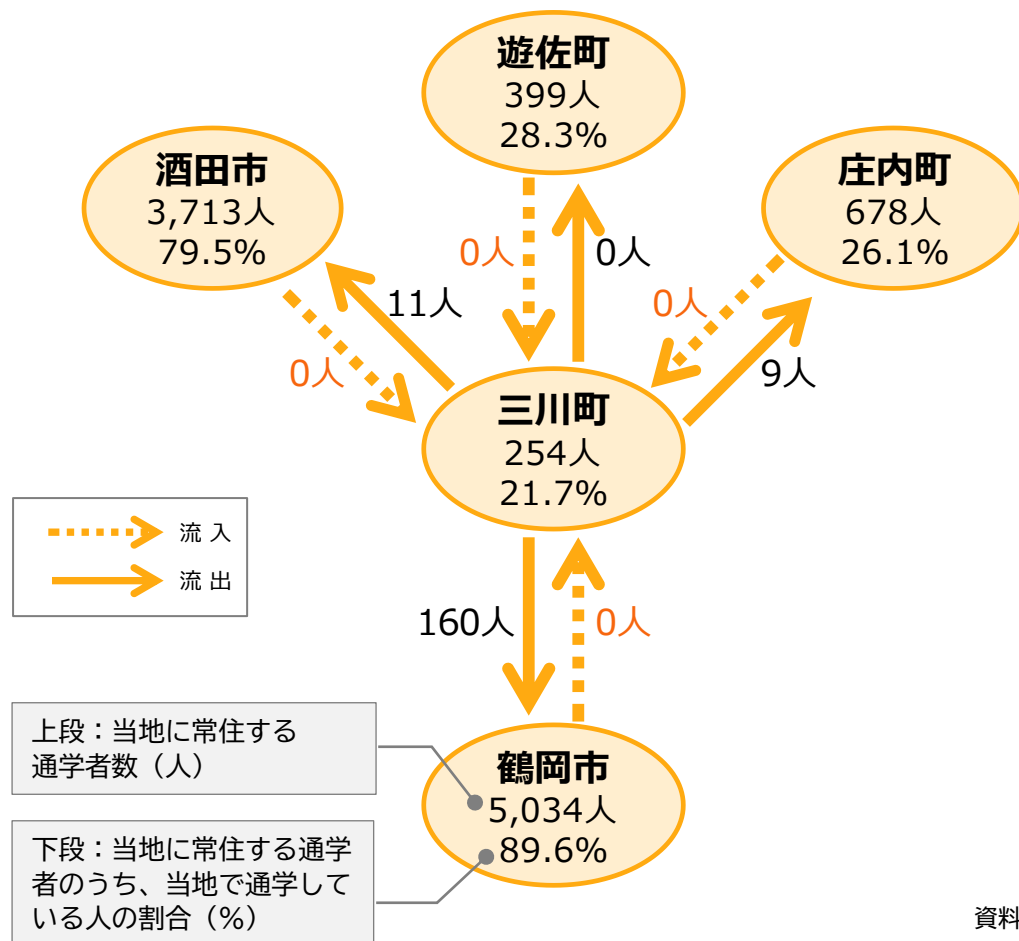 遊佐町
399人
28.3%
酒田市
3,713人
79.5%
庄内町
678人
26.1%
0人
0人
11人
0人
0人
9人
三川町
254人
21.7%
流 入
流 出
160人
0人
上段：当地に常住する
通学者数（人）
鶴岡市
5,034人
89.6%
下段：当地に常住する通学
者のうち、当地で通学して
いる人の割合（%）
資料